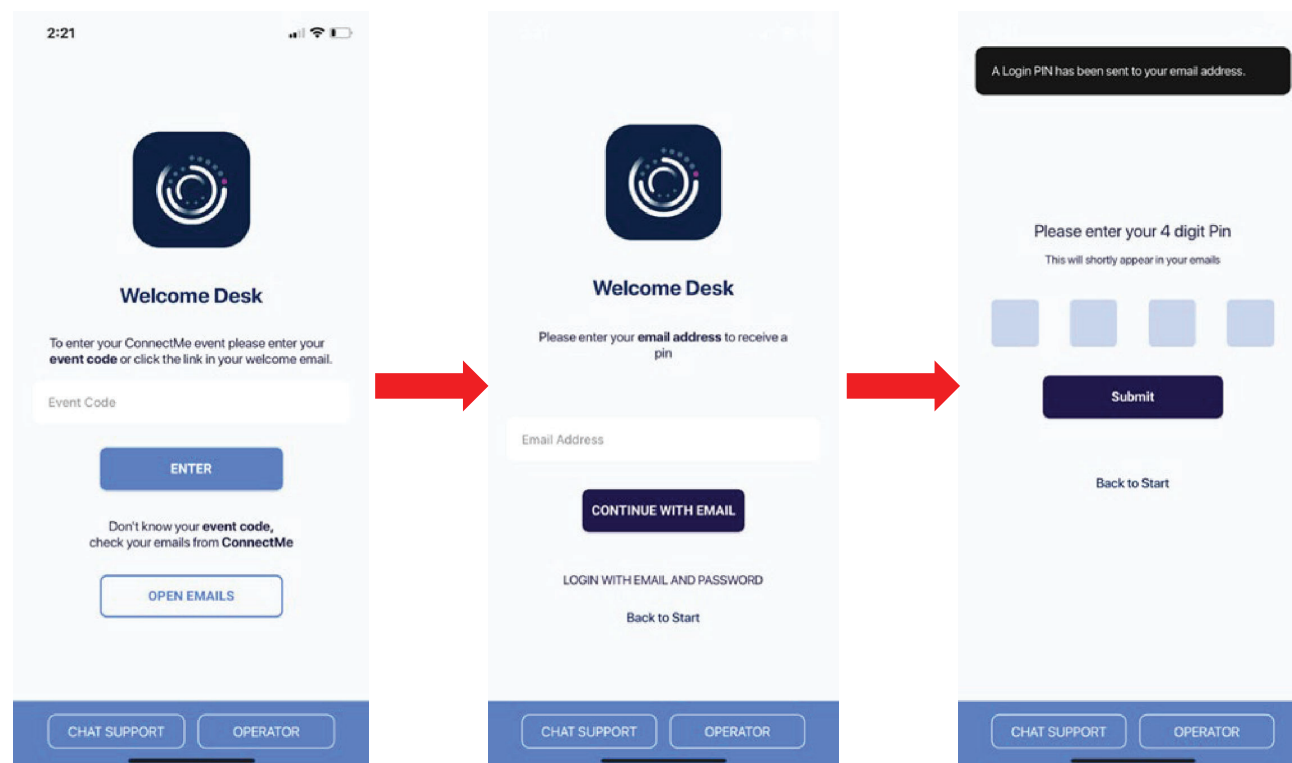 2:21
Welcome Desk
To enter your ConnectMe event please enter your
event code or click the link in your welcome email.
Event Code
ENTER
Don't know your event code,
check your emails from ConnectMe
OPEN EMAILS
CHAT SUPPORT
OPERATOR
Welcome Desk
Please enter your email address to receive a
pin
Email Address
CONTINUE WITH EMAIL
LOGIN WITH EMAIL AND PASSWORD
Back to Start
CHAT SUPPORT
OPERATOR
A Login PIN has been sent to your email address.
Please enter your 4 digit Pin
This will shortly appear in your emails
Submit
Back to Start
CHAT SUPPORT
OPERATOR